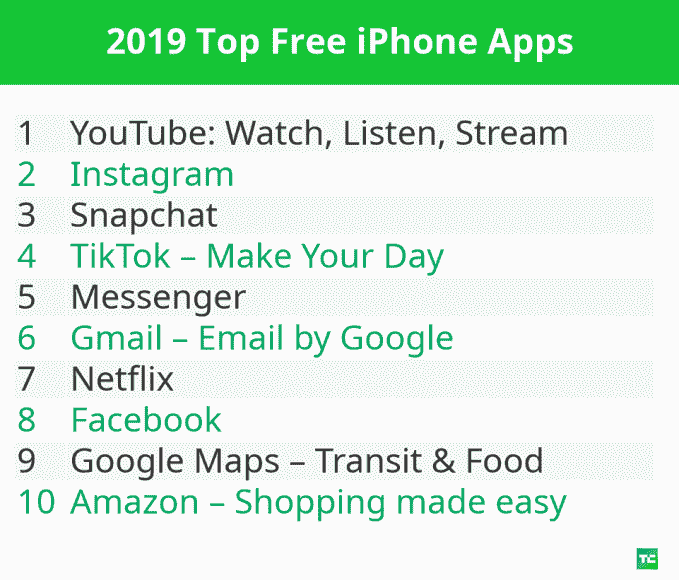 2019 Top Free iPhone Apps
1 YouTube: Watch, Listen, Stream
2 Instagram
3 Snapchat
4 TikTok – Make Your Day
5 Messenger
6 Gmail – Email by Google
7 Netflix
8 Facebook
9 Google Maps – Transit & Food
10 Amazon – Shopping made easy
TC